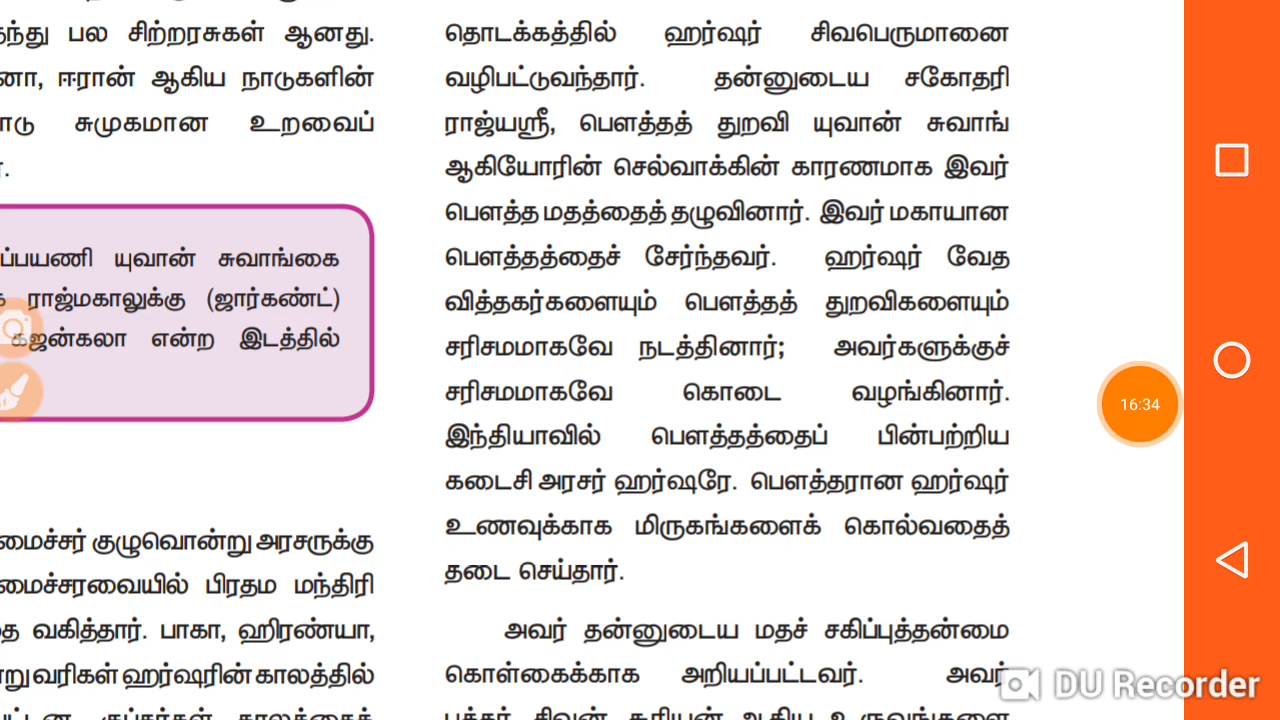 பல சிற்றரசுகள் ஆனது.
ஈரான் ஆகிய நாடுகளின்
சுமுகமான உறவைப்
யுவான் சுவாங்கை
ராஜ்மகாலுக்கு (ஜார்கண்ட்)
கஜன்கலா என்ற இடத்தில்
குழுவொன்று அரசருக்கு
பிரதம மந்திரி
வகித்தார். பாகா, ஹிரண்யா,
வரிகள் ஹர்ஷரின் காலத்தில்
தொடக்கத்தில் ஹர்ஷர் சிவபெருமானை
வழிபட்டுவந்தார். தன்னுடைய சகோதரி
ராஜ்யஸ்ரீ, பௌத்தத் துறவி யுவான் சுவாங்
ஆகியோரின் செல்வாக்கின் காரணமாக இவர்
பௌத்த மதத்தைத் தழுவினார். இவர் மகாயான
பௌத்தத்தைச் சேர்ந்தவர். ஹர்ஷர் வேத
வித்தகர்களையும் பௌத்தத் துறவிகளையும்
சரிசமமாகவே நடத்தினார்; அவர்களுக்குச்
சரிசமமாகவே கொடை வழங்கினார்.
இந்தியாவில் பௌத்தத்தைப் பின்பற்றிய
கடைசி அரசர் ஹர்ஷரே. பௌத்தரான ஹர்ஷர்
உணவுக்காக மிருகங்களைக் கொல்வதைத்
தடை செய்தார்.
அவர் தன்னுடைய மதச் சகிப்புத்தன்மை
கொள்கைக்காக அறியப்பட்டவர். அவர்
16:34
DU Recorder